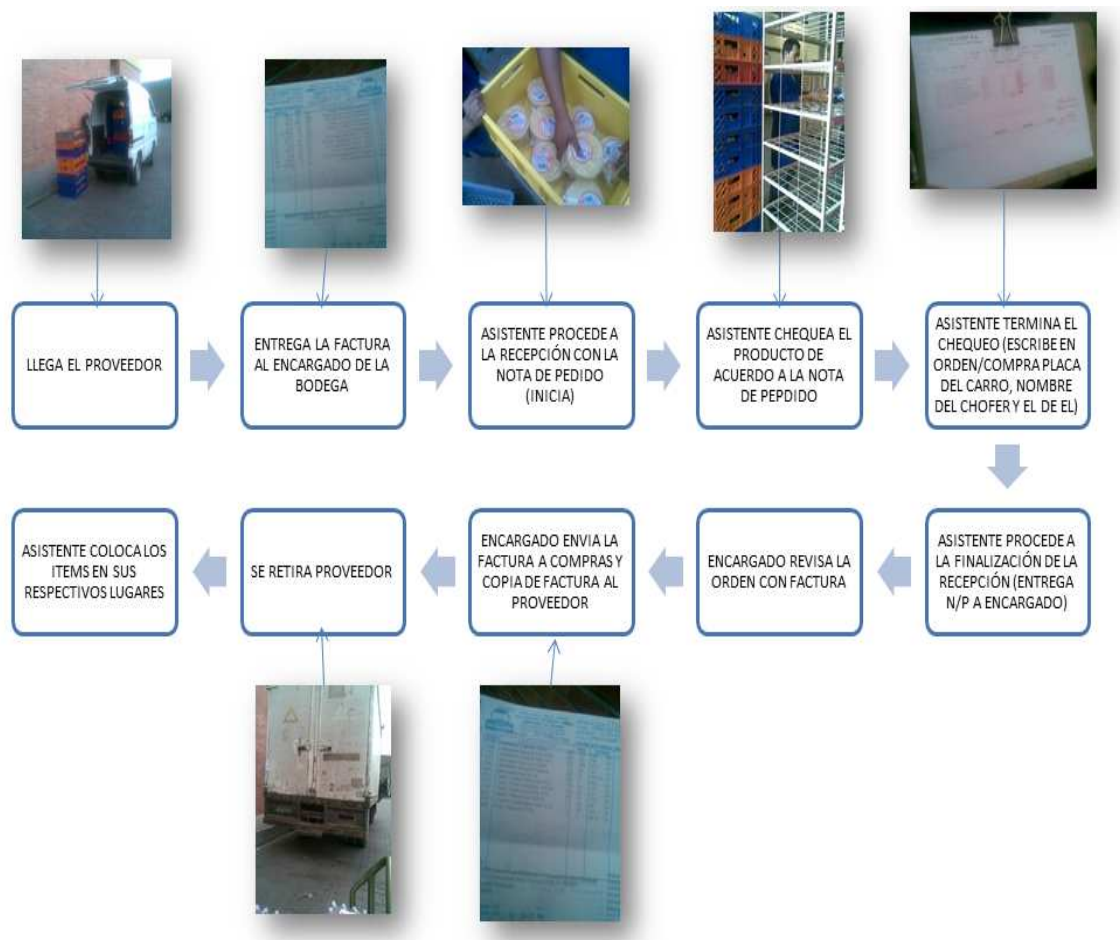 LLEGA EL PROVEEDOR
ENTREGA LA FACTURA
AL ENCARGADO DE LA
BODEGA
ASISTENTE PROCEDE A
LA RECEPCIÓN CON LA
NOTA DE PEDIDO
(INICIA)
ASISTENTE CHEQUEA EL
PRODUCTO DE
ACUERDO A LA NOTA
DE PEPDIDO
ASISTENTE TERMINA EL
CHEQUEO (ESCRIBE EN
ORDEN/COMPRA PLACA
DEL CARRO, NOMBRE
DEL CHOFER Y EL DE EL)
ASISTENTE PROCEDE A
LA FINALIZACIÓN DE LA
RECEPCIÓN (ENTREGA
N/P A ENCARGADO)
ENCARGADO REVISA LA
ORDEN CON FACTURA
ENCARGADO ENVIA LA
FACTURA A COMPRAS Y
COPIA DE FACTURA AL
PROVEEDOR
SE RETIRA PROVEEDOR
ASISTENTE COLOCA LOS
ITEMS EN SUS
RESPECTIVOS LUGARES